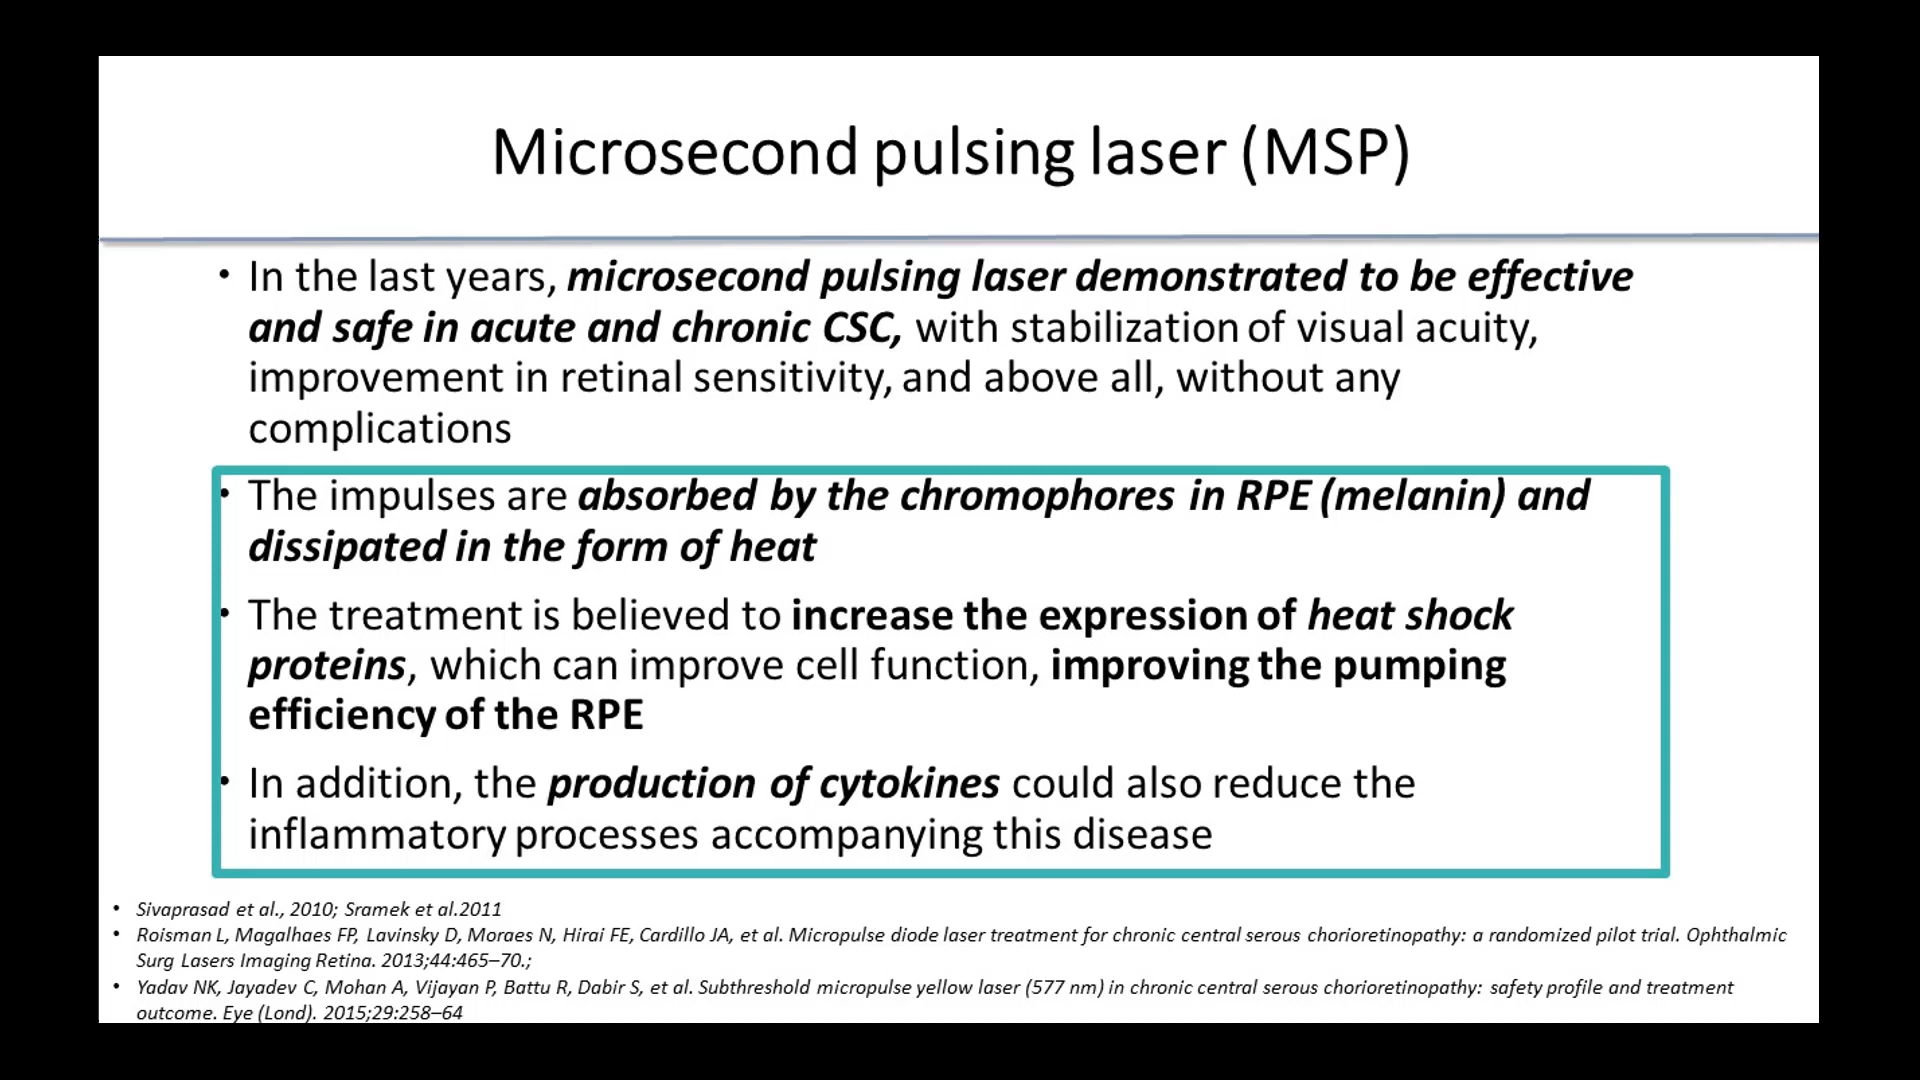 Microsecond pulsing laser (MSP)
• In the last years, microsecond pulsing laser demonstrated to be effective
and safe in acute and chronic CSC, with stabilization of visual acuity,
improvement in retinal sensitivity, and above all, without any
complications
• The impulses are absorbed by the chromophores in RPE (melanin) and
dissipated in the form of heat
• The treatment is believed to increase the expression of heat shock
proteins, which can improve cell function, improving the pumping
efficiency of the RPE
• In addition, the production of cytokines could also reduce the
inflammatory processes accompanying this disease
• Sivaprasad et al., 2010; Sramek et al.2011
• Roisman L, Magalhaes FP, Lavinsky D, Moraes N, Hirai FE, Cardillo JA, et al. Micropulse diode laser treatment for chronic central serous chorioretinopathy: a randomized pilot trial. Ophthalmic
Surg Lasers Imaging Retina. 2013;44:465–70.;
• Yadav NK, Jayadev C, Mohan A, Vijayan P, Battu R, Dabir S, et al. Subthreshold micropulse yellow laser (577 nm) in chronic central serous chorioretinopathy: safety profile and treatment
outcome. Eye (Lond). 2015;29:258–64